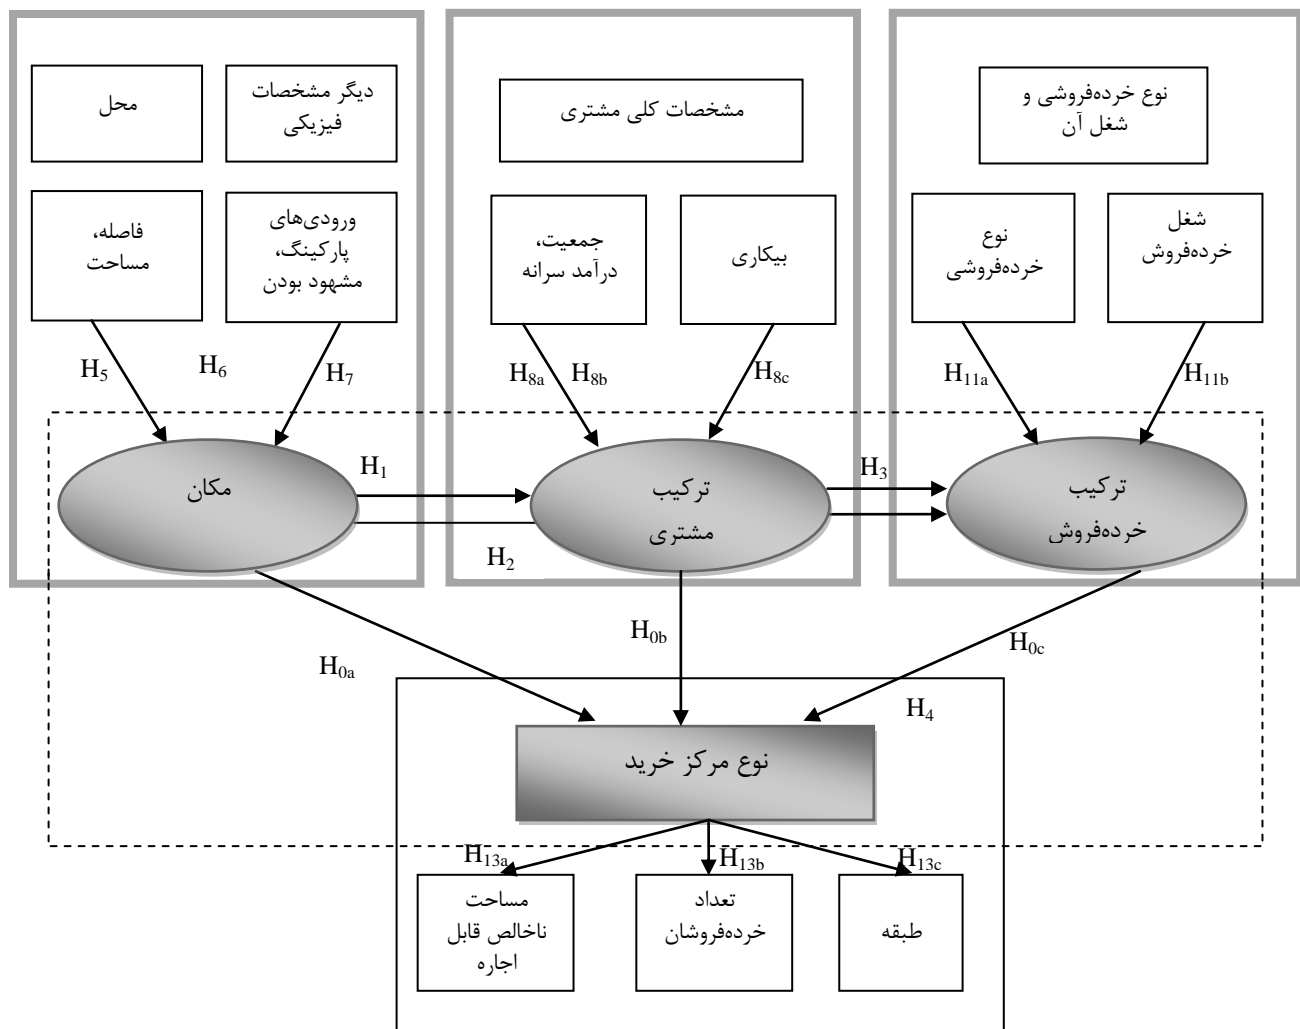 محل
دیگر مشخصات
فیزیکی
فاصله،
مساحت
ورودی‌های
پارکینگ،
مشهود بودن
H5
H6
H7
مکان
مشخصات کلی مشتری
جمعیت،
درآمد سرانه
بیکاری
H8a
H8b
H8c
ترکیب
مشتری
نوع خرده‌فروشی و
شغل آن
نوع
خرده‌فروشی
شغل
خرده‌فروش
H11a
H11b
ترکیب
خرده‌فروش
H1
H2
H3
H0a
H0b
H0c
H4
نوع مرکز خرید
H13a
H13b
H13c
مساحت
ناخالص قابل
اجاره
تعداد
خرده‌فروشان
طبقه